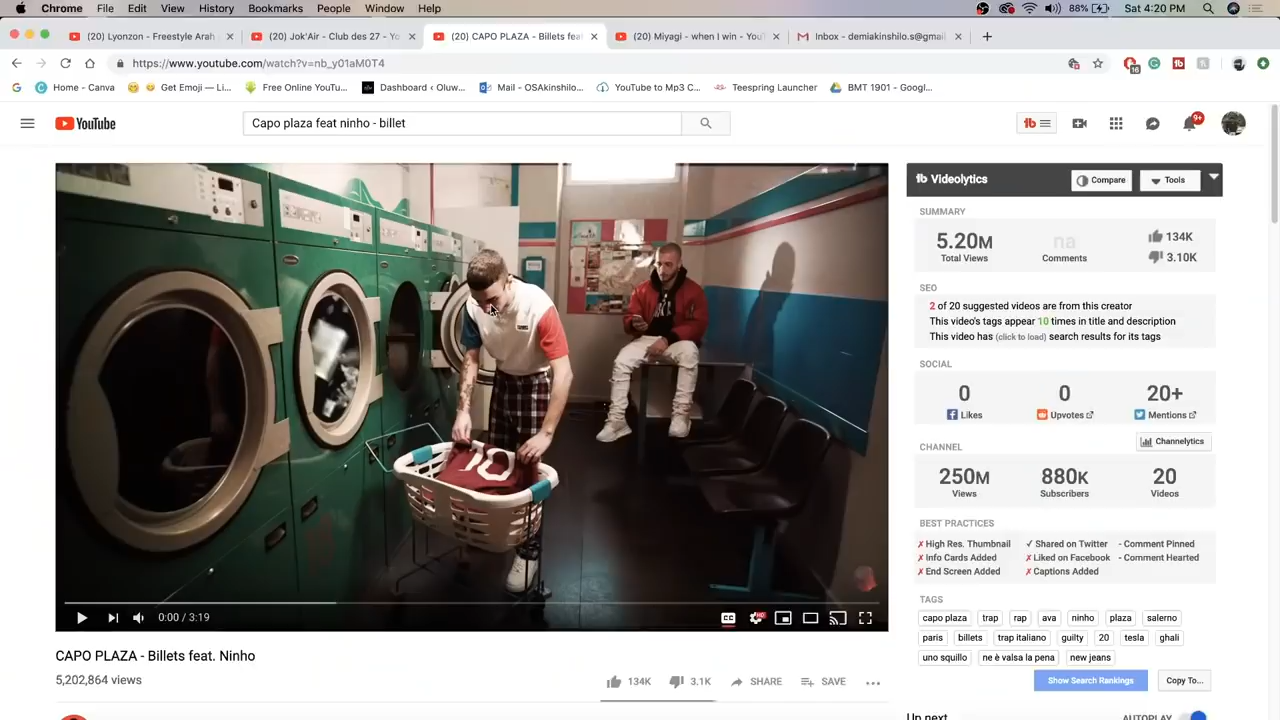 Chrome File Edit View History Bookmarks People Window Help 88% Sat 4:20 PM
(20) Lyonzon - Freestyle Arah (20) Jok'Air - Club des 27 - Yo (20) CAPO PLAZA - Billets fea (20) Miyagi - when I win - You Inbox - demiakinshilo.s@gmai
https://www.youtube.com/watch?v=nb_y01aM0T4 16
Home - Canva Get Emoji — Li... Free Online YouTu... Dashboard ‹ Oluw... Mail - OSAkinshilo... YouTube to Mp3 C... Teespring Launcher BMT 1901 - Googl...
YouTube Capo plaza feat ninho - billet 9+
Videolytics Compare Tools
SUMMARY
5.20M na 134K
Total Views Comments 3.10K
SEO
2 of 20 suggested videos are from this creator
This video's tags appear 10 times in title and description
This video has (click to load) search results for its tags
SOCIAL
0 0 20+
Likes Upvotes Mentions
CHANNEL Channelytics
250M 880K 20
Views Subscribers Videos
BEST PRACTICES
✗ High Res. Thumbnail ✓ Shared on Twitter - Comment Pinned
✗ Info Cards Added ✗ Liked on Facebook - Comment Hearted
✗ End Screen Added ✗ Captions Added
TAGS
capo plaza trap rap ava ninho plaza salerno
paris billets trap italiano guilty 20 tesla ghali
uno squillo ne è valsa la pena new jeans
Show Search Rankings Copy To...
Up next AUTOPLAY
10
0:00 / 3:19 CC HD
CAPO PLAZA - Billets feat. Ninho
5,202,864 views 134K 3.1K SHARE SAVE